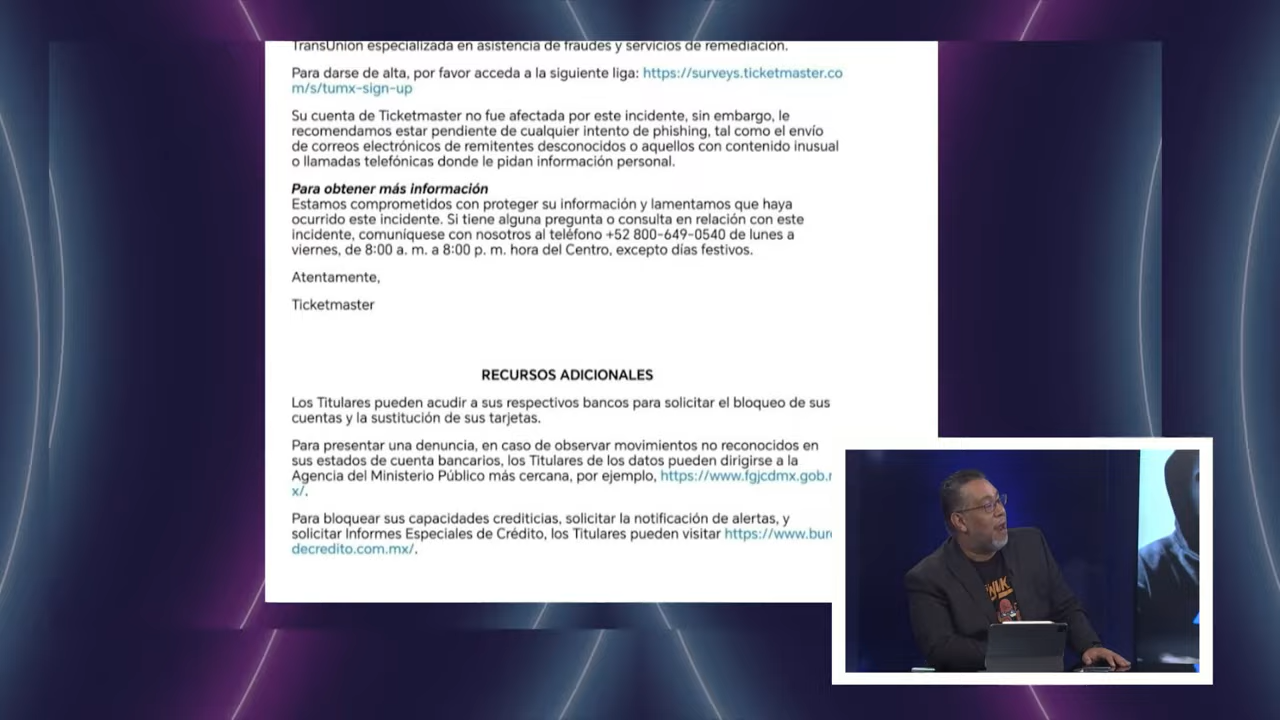 TransUnion especializada en asistencia de fraudes y servicios de remediación.
Para darse de alta, por favor acceda a la siguiente liga: https://surveys.ticketmaster.co
m/s/tumx-sign-up
Su cuenta de Ticketmaster no fue afectada por este incidente, sin embargo, le
recomendamos estar pendiente de cualquier intento de phishing, tal como el envío
de correos electrónicos de remitentes desconocidos o aquellos con contenido inusual
o llamadas telefónicas donde le pidan información personal.
Para obtener más información
Estamos comprometidos con proteger su información y lamentamos que haya
ocurrido este incidente. Si tiene alguna pregunta o consulta en relación con este
incidente, comuníquese con nosotros al teléfono +52 800-649-0540 de lunes a
viernes, de 8:00 a. m. a 8:00 p. m. hora del Centro, excepto días festivos.
Atentamente,
Ticketmaster
RECURSOS ADICIONALES
Los Titulares pueden acudir a sus respectivos bancos para solicitar el bloqueo de sus
cuentas y la sustitución de sus tarjetas.
Para presentar una denuncia, en caso de observar movimientos no reconocidos en
sus estados de cuenta bancarios, los Titulares de los datos pueden dirigirse a la
Agencia del Ministerio Público más cercana, por ejemplo, https://www.fgjcdmx.gob.
x/.
Para bloquear sus capacidades crediticias, solicitar la notificación de alertas, y
solicitar Informes Especiales de Crédito, los Titulares pueden visitar https://www.bur
decredito.com.mx/.